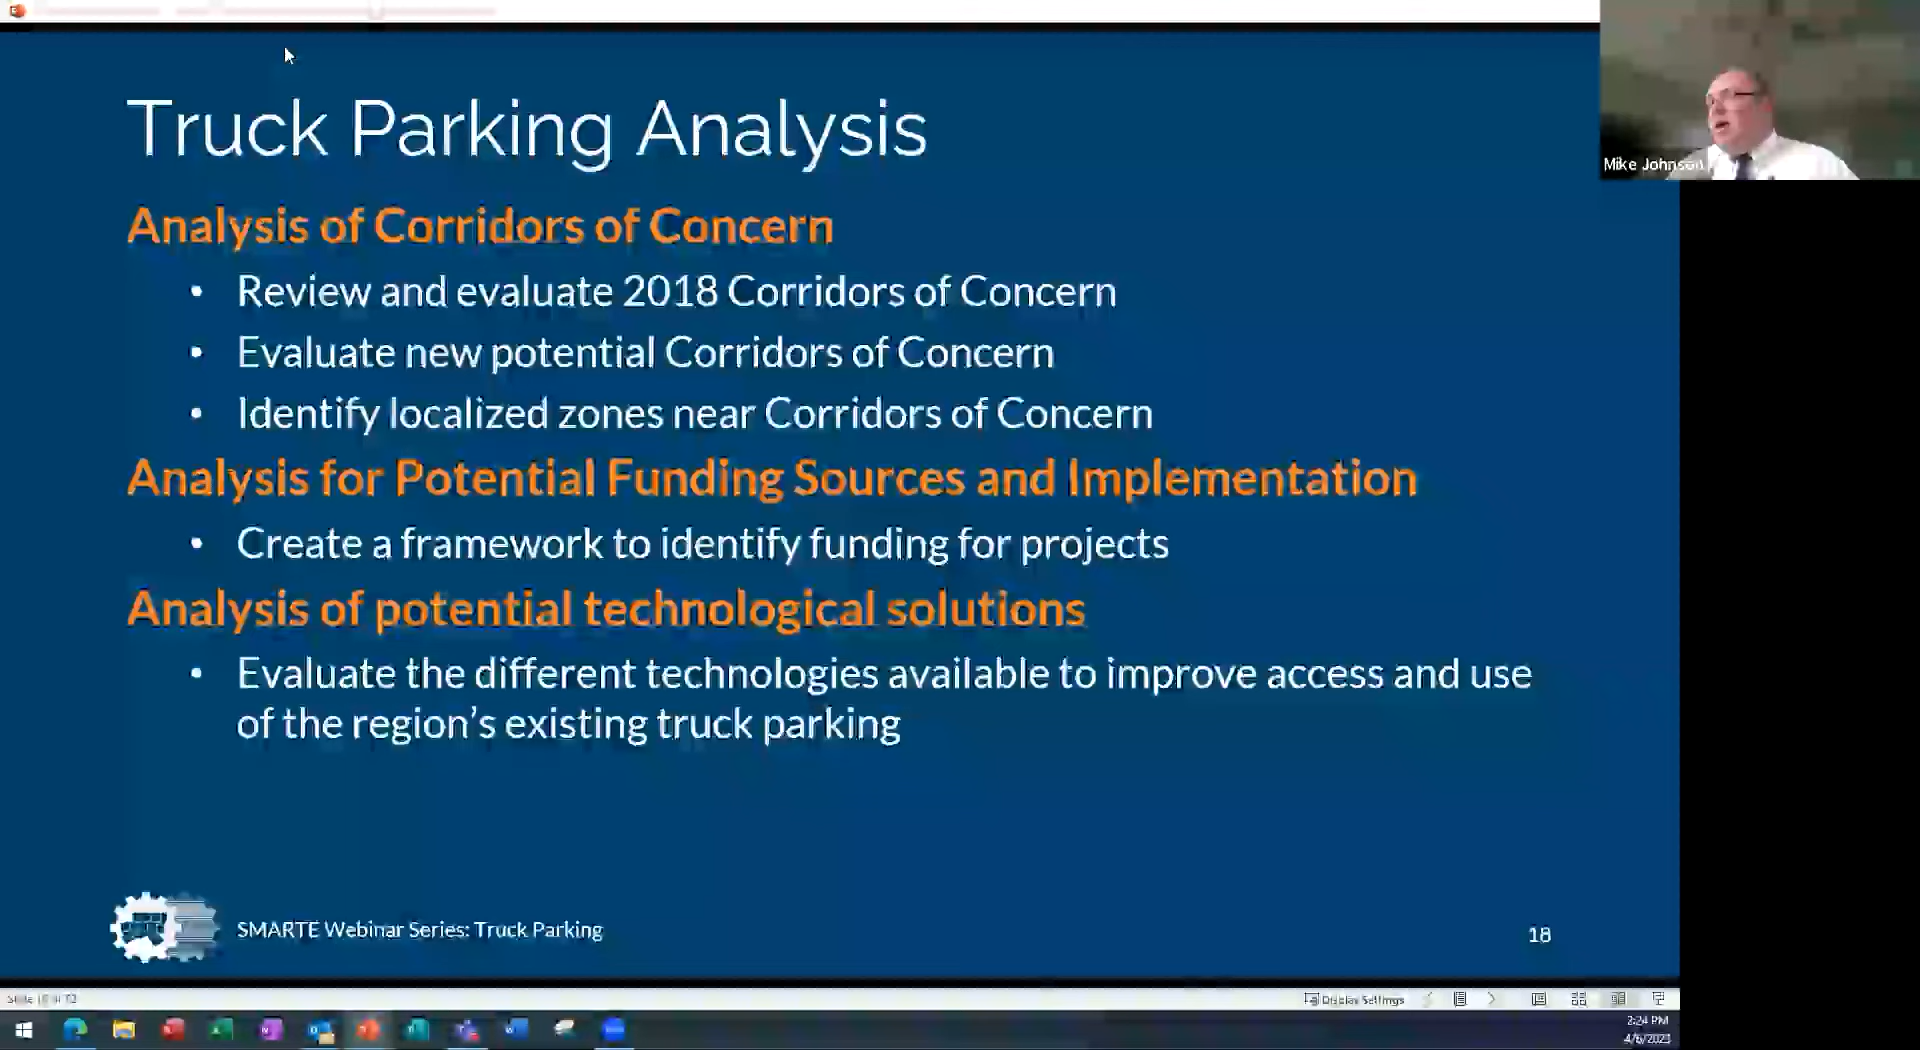 Truck Parking Analysis
Mike Johnson
Analysis of Corridors of Concern
• Review and evaluate 2018 Corridors of Concern
• Evaluate new potential Corridors of Concern
• Identify localized zones near Corridors of Concern
Analysis for Potential Funding Sources and Implementation
• Create a framework to identify funding for projects
Analysis of potential technological solutions
• Evaluate the different technologies available to improve access and use
of the region's existing truck parking
SMARTE Webinar Series: Truck Parking
18
Display Settings
2:24 PM